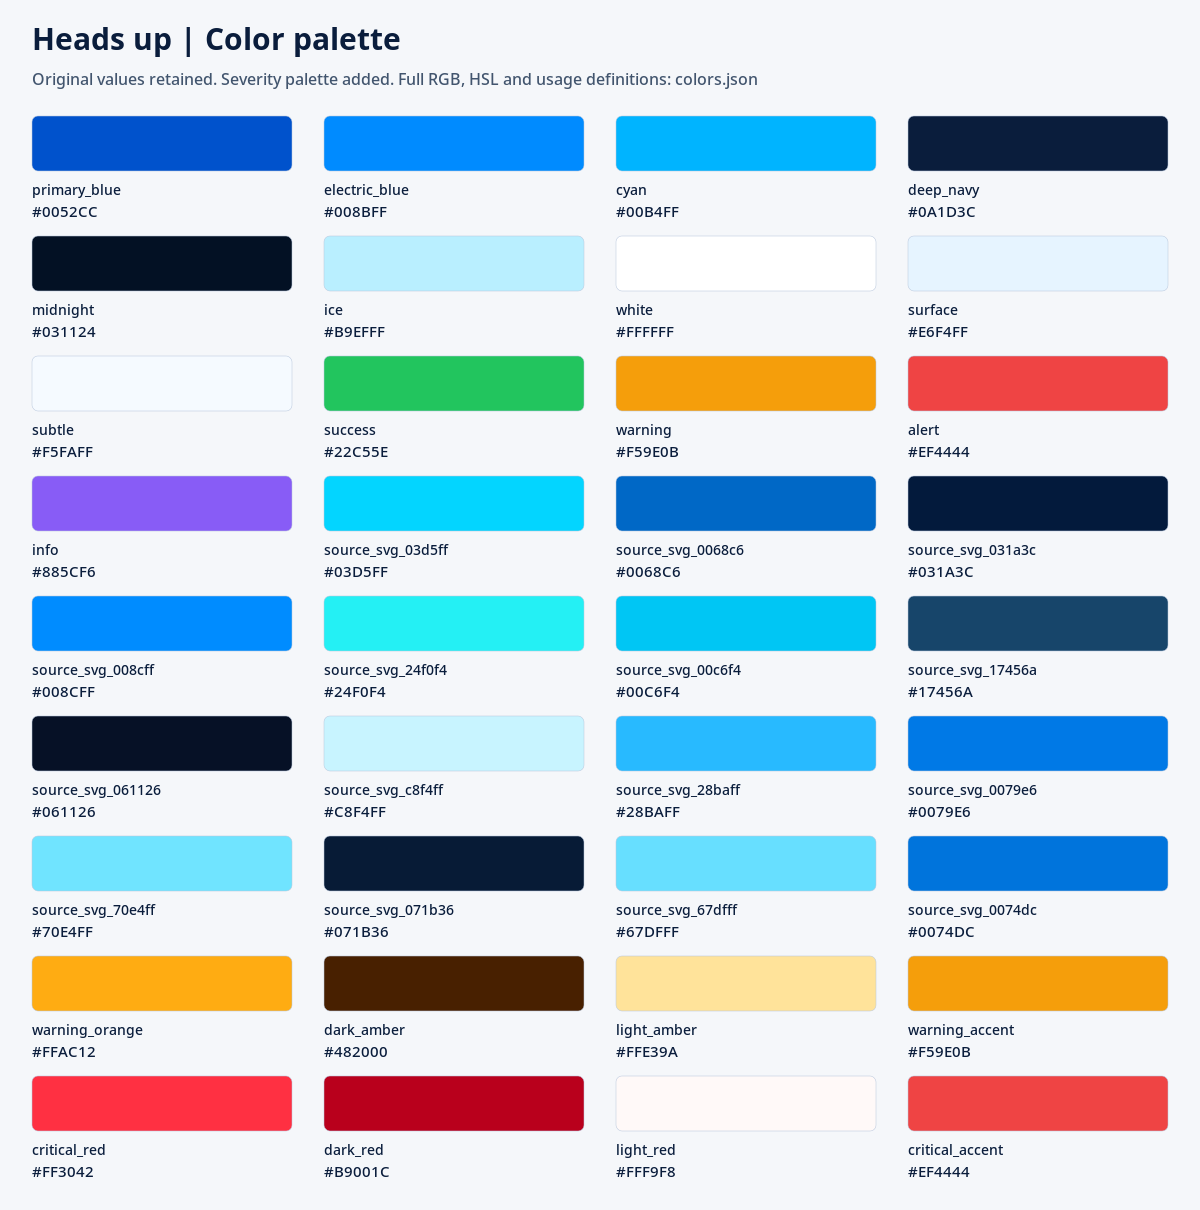 Heads up | Color palette
Original values retained. Severity palette added. Full RGB, HSL and usage definitions: colors.json
primary_blue
#0052CC
electric_blue
#008BFF
cyan
#00B4FF
deep_navy
#0A1D3C
midnight
#031124
ice
#B9EFFF
white
#FFFFFF
surface
#E6F4FF
subtle
#F5FAFF
success
#22C55E
warning
#F59E0B
alert
#EF4444
info
#885CF6
source_svg_03d5ff
#03D5FF
source_svg_0068c6
#0068C6
source_svg_031a3c
#031A3C
source_svg_008cff
#008CFF
source_svg_24f0f4
#24F0F4
source_svg_00c6f4
#00C6F4
source_svg_17456a
#17456A
source_svg_061126
#061126
source_svg_c8f4ff
#C8F4FF
source_svg_28baff
#28BAFF
source_svg_0079e6
#0079E6
source_svg_70e4ff
#70E4FF
source_svg_071b36
#071B36
source_svg_67dfff
#67DFFF
source_svg_0074dc
#0074DC
warning_orange
#FFAC12
dark_amber
#482000
light_amber
#FFE39A
warning_accent
#F59E0B
critical_red
#FF3042
dark_red
#B9001C
light_red
#FFF9F8
critical_accent
#EF4444